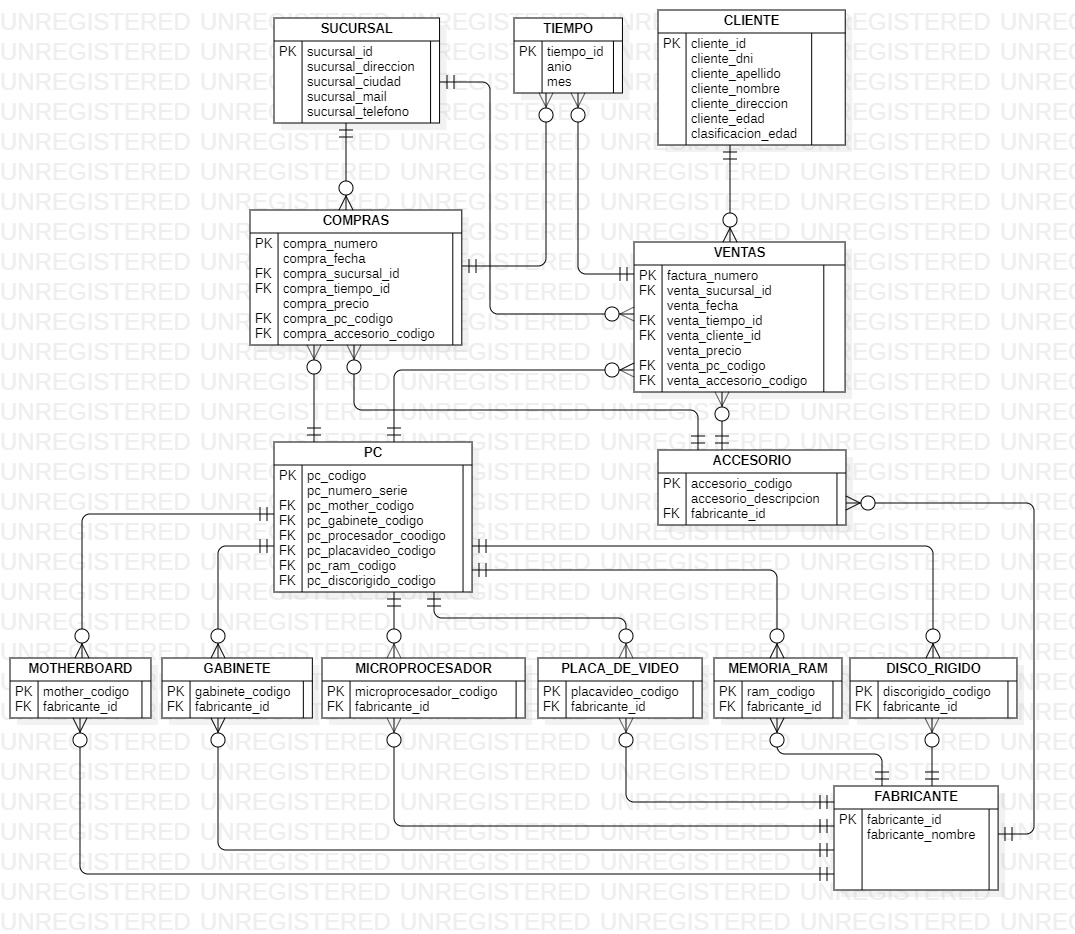 SUCURSAL
PK sucursal_id
sucursal_direccion
sucursal_ciudad
sucursal_mail
sucursal_telefono
TIEMPO
PK tiempo_id
anio
mes
CLIENTE
PK cliente_id
cliente_dni
cliente_apellido
cliente_nombre
cliente_direccion
cliente_edad
clasificacion_edad
COMPRAS
PK compra_numero
compra_fecha
FK compra_sucursal_id
FK compra_tiempo_id
compra_precio
FK compra_pc_codigo
FK compra_accesorio_codigo
VENTAS
PK factura_numero
FK venta_sucursal_id
venta_fecha
FK venta_tiempo_id
FK venta_cliente_id
venta_precio
FK venta_pc_codigo
FK venta_accesorio_codigo
PC
PK pc_codigo
pc_numero_serie
FK pc_mother_codigo
FK pc_gabinete_codigo
FK pc_procesador_coodigo
FK pc_placavideo_codigo
FK pc_ram_codigo
FK pc_discorigido_codigo
ACCESORIO
PK accesorio_codigo
accesorio_descripcion
FK fabricante_id
MOTHERBOARD
PK mother_codigo
FK fabricante_id
GABINETE
PK gabinete_codigo
FK fabricante_id
MICROPROCESADOR
PK microprocesador_codigo
FK fabricante_id
PLACA_DE_VIDEO
PK placavideo_codigo
FK fabricante_id
MEMORIA_RAM
PK ram_codigo
FK fabricante_id
DISCO_RIGIDO
PK discorigido_codigo
FK fabricante_id
FABRICANTE
PK fabricante_id
fabricante_nombre
UNREGISTERED